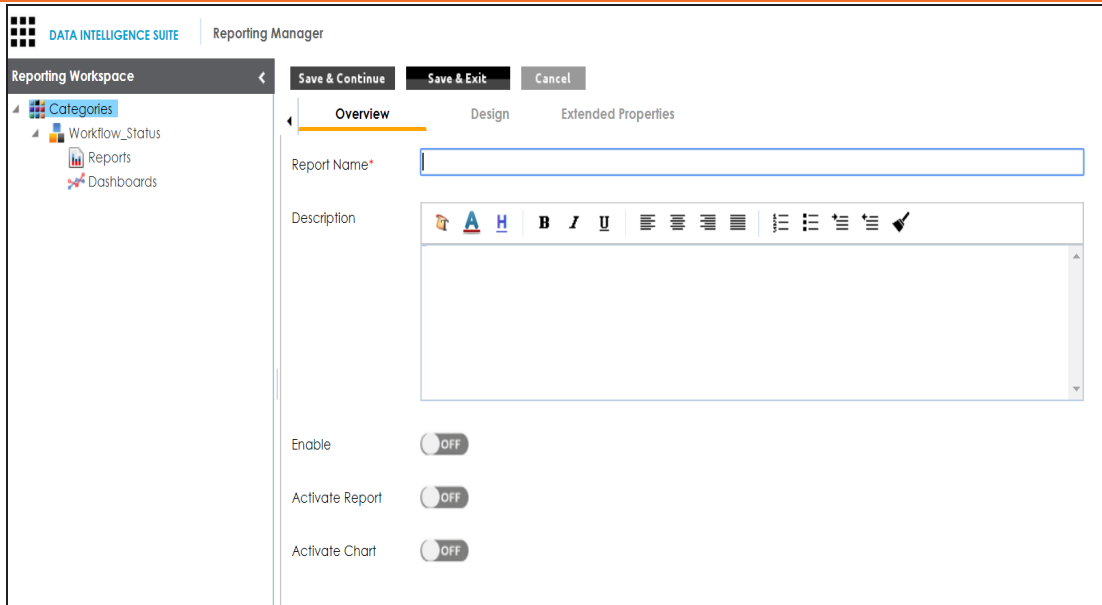 DATA INTELLIGENCE SUITE Reporting Manager
Reporting Workspace Save & Continue Save & Exit Cancel
Categories
Workflow_Status
Reports
Dashboards
Overview Design Extended Properties
Report Name*
Description
A H B I U
Enable OFF
Activate Report OFF
Activate Chart OFF